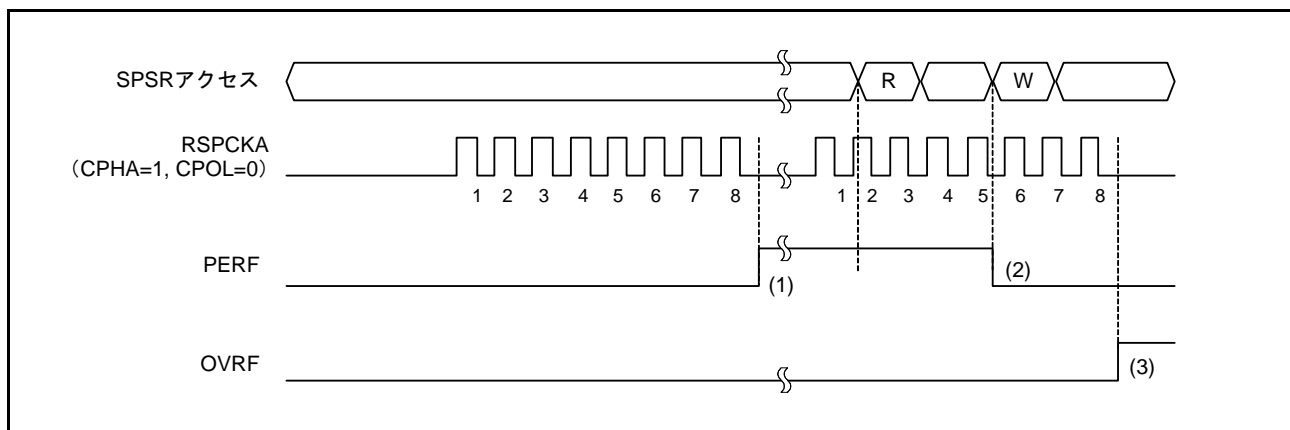 SPSRアクセス
R
W
RSPCKA
（CPHA=1, CPOL=0）
1 2 3 4 5 6 7 8 1 2 3 4 5 6 7 8
PERF
(1)
(2)
OVRF
(3)